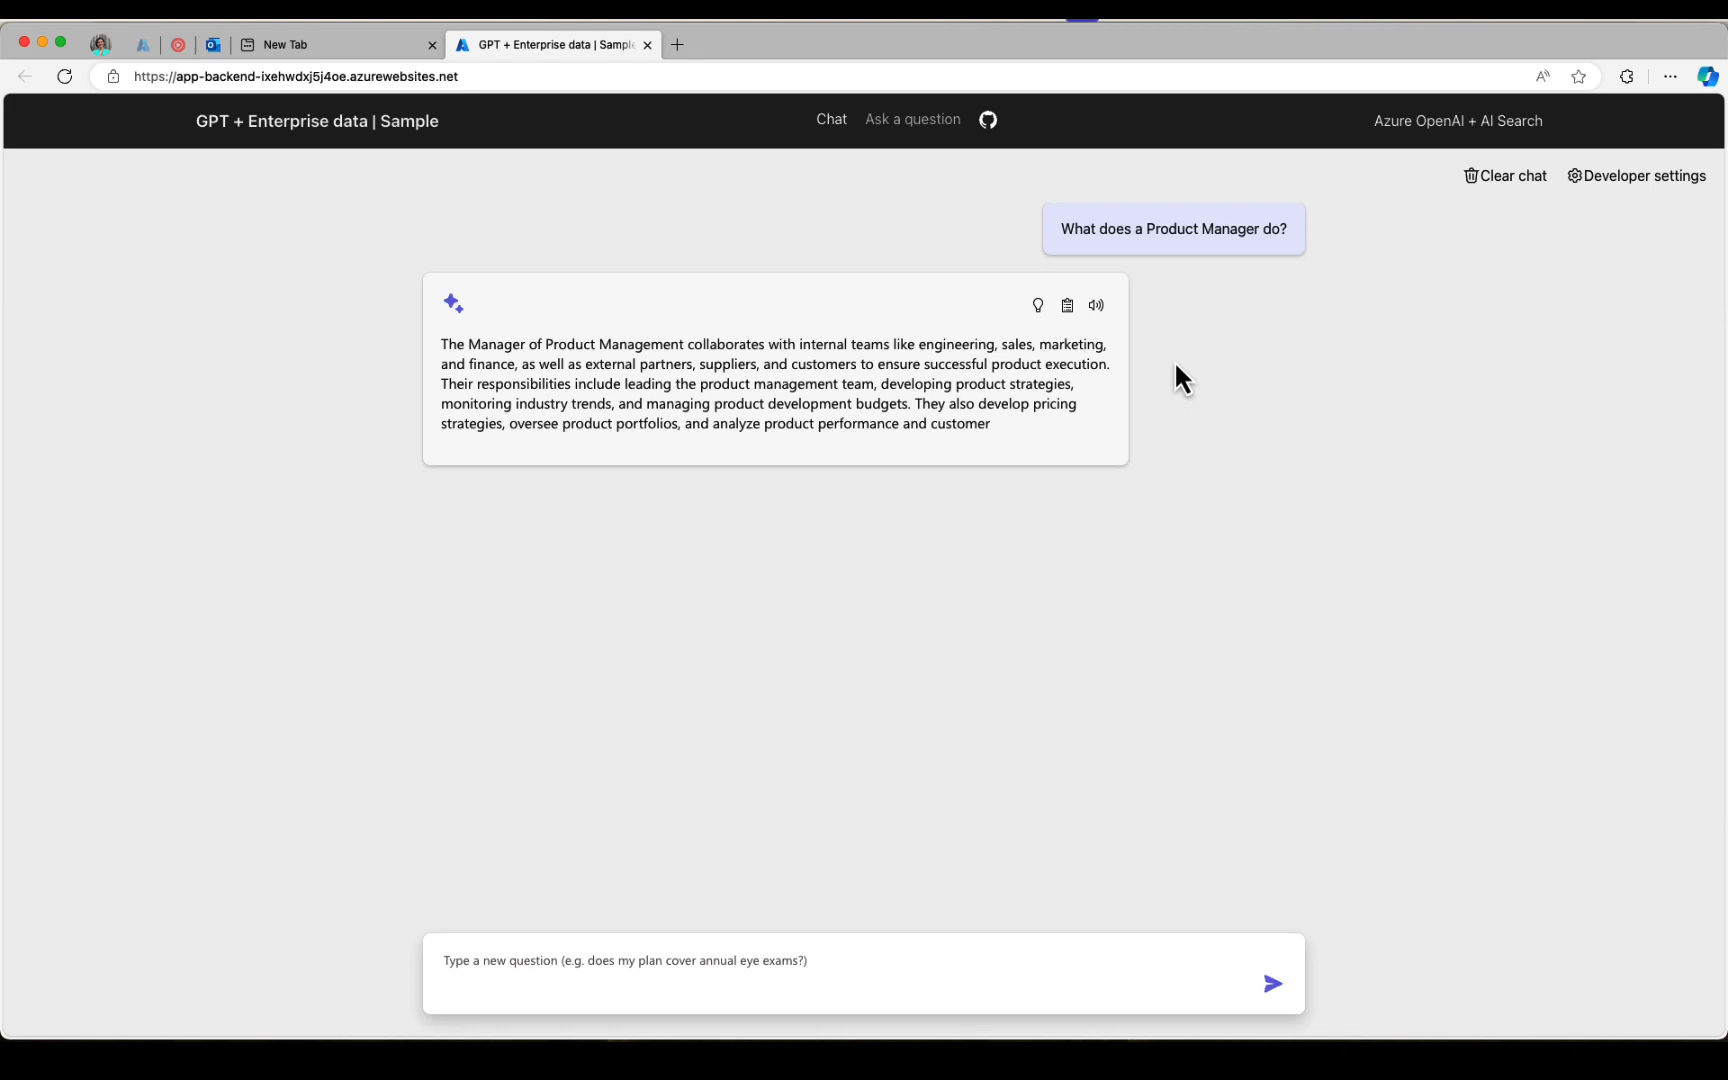 New Tab
GPT + Enterprise data | Sample
https://app-backend-ixehwdxj5j4oe.azurewebsites.net
GPT + Enterprise data | Sample
Chat
Ask a question
Azure OpenAI + AI Search
Clear chat
Developer settings
What does a Product Manager do?
The Manager of Product Management collaborates with internal teams like engineering, sales, marketing,
and finance, as well as external partners, suppliers, and customers to ensure successful product execution.
Their responsibilities include leading the product management team, developing product strategies,
monitoring industry trends, and managing product development budgets. They also develop pricing
strategies, oversee product portfolios, and analyze product performance and customer
Type a new question (e.g. does my plan cover annual eye exams?)